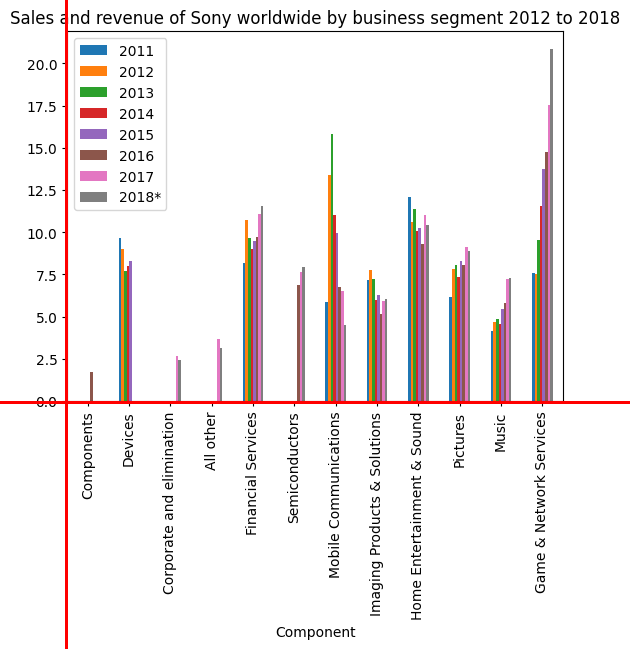 Sales and revenue of Sony worldwide by business segment 2012 to 2018
2011
2012
2013
2014
2015
2016
2017
2018*
20.0
17.5
15.0
12.5
10.0
7.5
5.0
2.5
0.0
Components
Devices
Corporate and elimination
All other
Financial Services
Semiconductors
Mobile Communications
Imaging Products & Solutions
Home Entertainment & Sound
Pictures
Music
Game & Network Services
Component